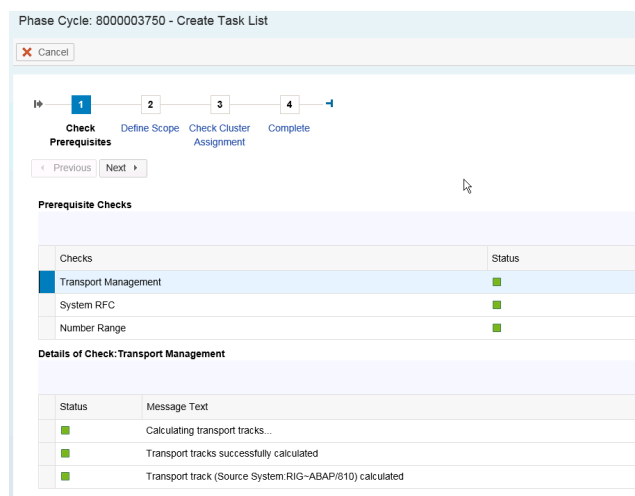 Phase Cycle: 8000003750 - Create Task List
Cancel
1 2 3 4
Check Prerequisites
Define Scope
Check Cluster Assignment
Complete
Previous Next
Prerequisite Checks
Checks Status
Transport Management
System RFC
Number Range
Details of Check:Transport Management
Status Message Text
Calculating transport tracks...
Transport tracks successfully calculated
Transport track (Source System:RIG~ABAP/810) calculated